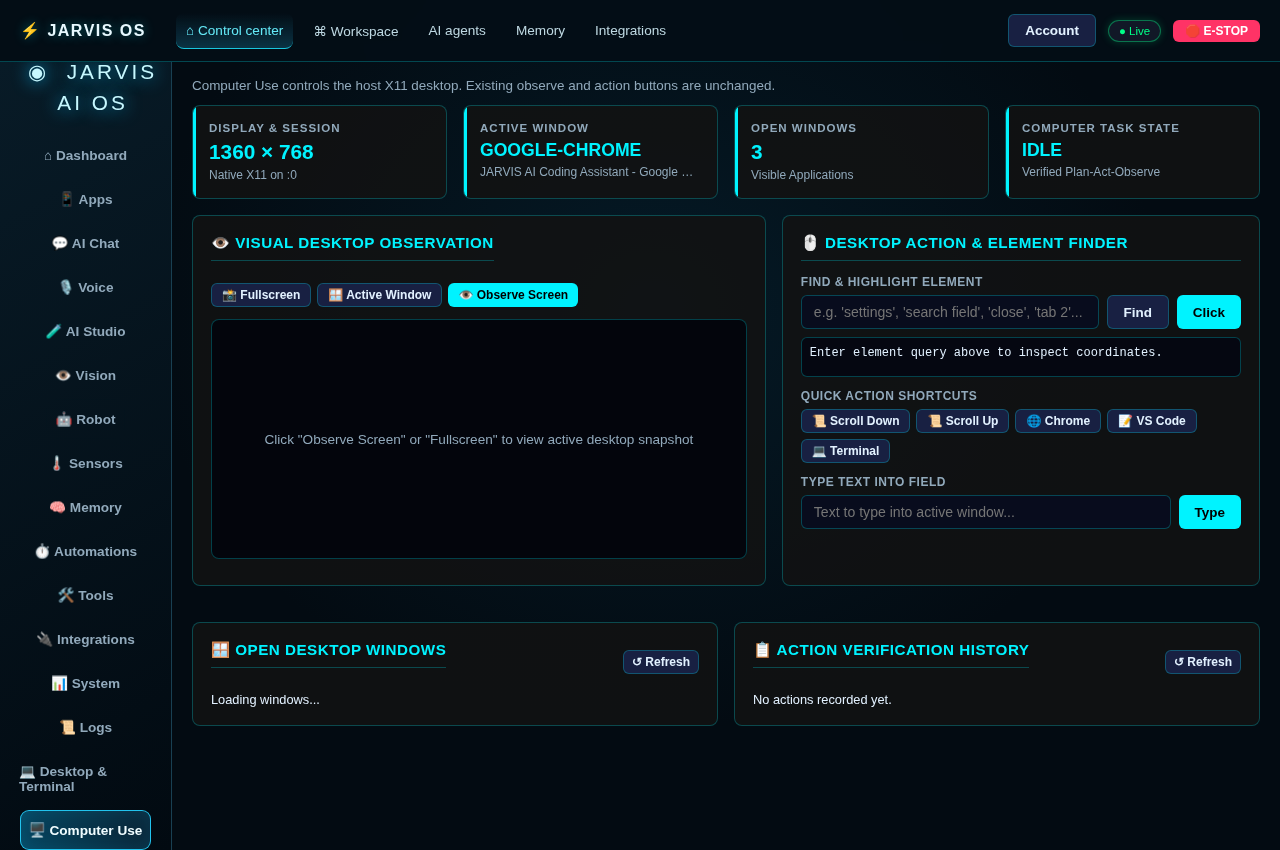 ⚡ JARVIS OS
⌂ Control center
⌘ Workspace
AI agents
Memory
Integrations
Account
● Live
🛑 E-STOP
◉ JARVIS
AI OS
⌂ Dashboard
📱 Apps
💬 AI Chat
🎙️ Voice
🧪 AI Studio
👁️ Vision
🤖 Robot
🌡️ Sensors
🧠 Memory
⏱️ Automations
🛠️ Tools
🔌 Integrations
📊 System
📜 Logs
💻 Desktop &
Terminal
🖥️ Computer Use
Computer Use controls the host X11 desktop. Existing observe and action buttons are unchanged.
DISPLAY & SESSION
1360 × 768
Native X11 on :0
ACTIVE WINDOW
GOOGLE-CHROME
JARVIS AI Coding Assistant - Google …
OPEN WINDOWS
3
Visible Applications
COMPUTER TASK STATE
IDLE
Verified Plan-Act-Observe
👁️ VISUAL DESKTOP OBSERVATION
📸 Fullscreen
🪟 Active Window
👁️ Observe Screen
Click "Observe Screen" or "Fullscreen" to view active desktop snapshot
🖱️ DESKTOP ACTION & ELEMENT FINDER
FIND & HIGHLIGHT ELEMENT
e.g. 'settings', 'search field', 'close', 'tab 2'...
Find
Click
Enter element query above to inspect coordinates.
QUICK ACTION SHORTCUTS
📜 Scroll Down
📜 Scroll Up
🌐 Chrome
📝 VS Code
💻 Terminal
TYPE TEXT INTO FIELD
Text to type into active window...
Type
🪟 OPEN DESKTOP WINDOWS
↺ Refresh
Loading windows...
📋 ACTION VERIFICATION HISTORY
↺ Refresh
No actions recorded yet.